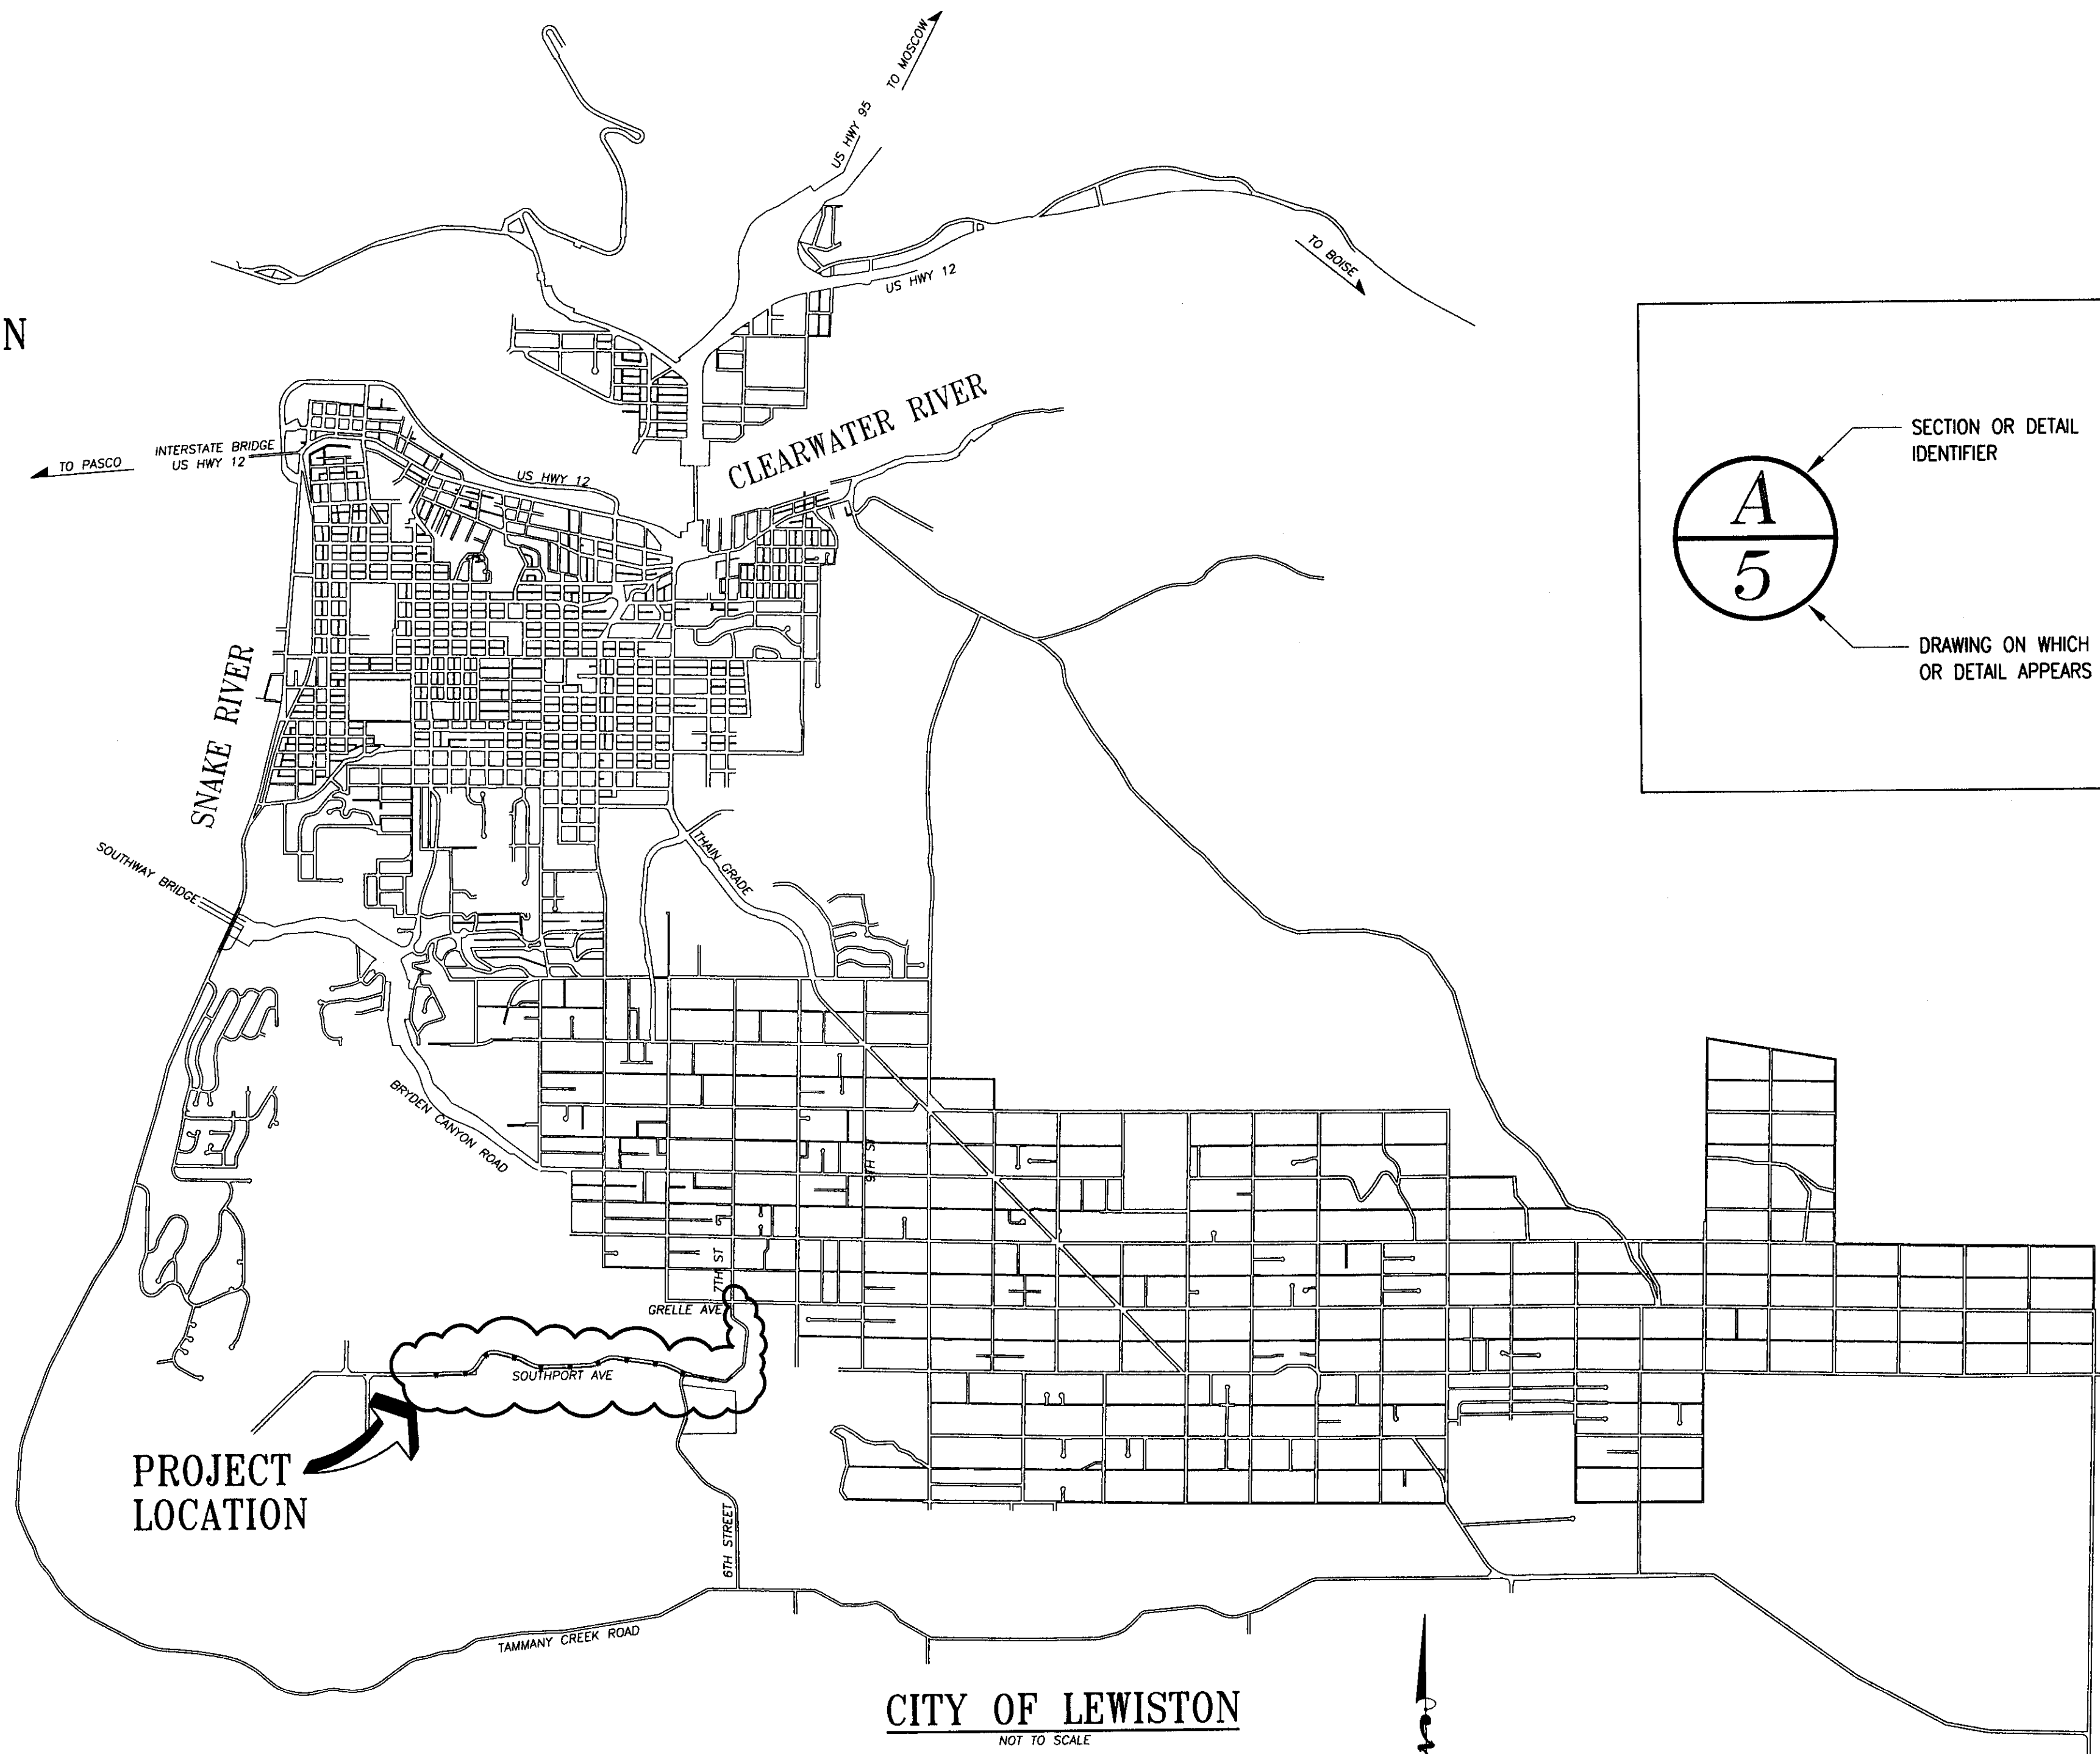 TO MOSCOW
US HWY 95
TO BOISE
US HWY 12
N
CLEARWATER RIVER
INTERSTATE BRIDGE
US HWY 12
TO PASCO
US HWY 12
SECTION OR DETAIL
IDENTIFIER
A
5
DRAWING ON WHICH
OR DETAIL APPEARS
SNAKE RIVER
THAIN GRADE
SOUTHWAY BRIDGE
BRYDEN CANYON ROAD
9TH ST
7TH ST
GRELLE AVE
SOUTHPORT AVE
PROJECT
LOCATION
6TH STREET
TAMMANY CREEK ROAD
CITY OF LEWISTON
NOT TO SCALE